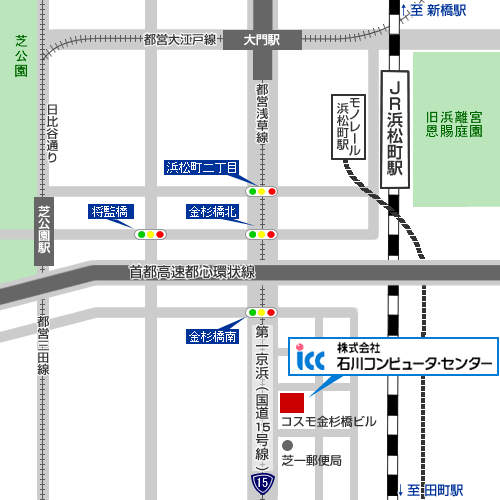 至 新橋駅
芝公園
都営大江戸線
大門駅
日比谷通り
都営浅草線
モノレール
浜松町駅
JR浜松町駅
旧浜離宮
恩賜庭園
浜松町二丁目
将監橋
金杉橋北
芝公園駅
首都高速都心環状線
金杉橋南
都営三田線
第一京浜(国道15号線)
icc
株式会社
石川コンピュータ・センター
コスモ金杉橋ビル
芝一郵便局
15
至 田町駅